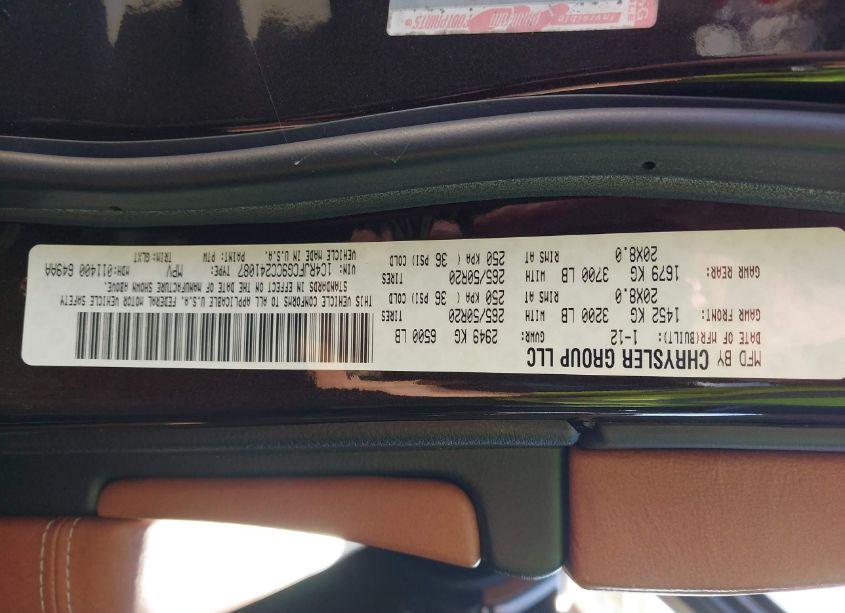 MFD BY CHRYSLER GROUP LLC
DATE OF MFR(BUILT): 1-12 GVWR: 2949 KG 6500 LB
GAWR FRONT: 1452 KG 3200 LB WITH 265/50R20 TIRES
20X8.0 RIMS AT 250 KPA ( 36 PSI) COLD
GAWR REAR: 1679 KG 3700 LB WITH 265/50R20 TIRES
20X8.0 RIMS AT 250 KPA ( 36 PSI) COLD
THIS VEHICLE CONFORMS TO ALL APPLICABLE U.S.A. FEDERAL MOTOR VEHICLE SAFETY
STANDARDS IN EFFECT ON THE DATE OF MANUFACTURE SHOWN ABOVE.
VIN: 1C4RJFCG9CC241087 TYPE: MPV MDH:011400 649AA
VEHICLE MADE IN U.S.A. PAINT: PTW TRIM: GLXT
Invisible
FOOTPRINTS